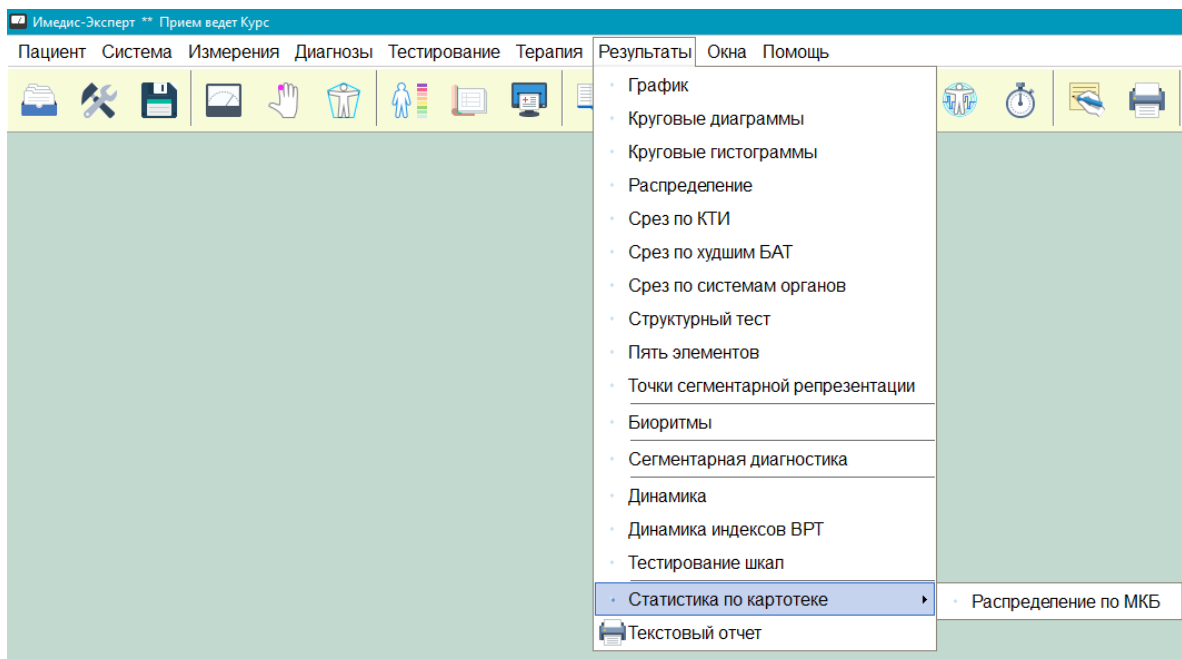 Имедис-Эксперт ** Прием ведет Курс
Пациент Система Измерения Диагнозы Тестирование Терапия Результаты Окна Помощь
График
Круговые диаграммы
Круговые гистограммы
Распределение
Срез по КТИ
Срез по худшим БАТ
Срез по системам органов
Структурный тест
Пять элементов
Точки сегментарной репрезентации
Биоритмы
Сегментарная диагностика
Динамика
Динамика индексов ВРТ
Тестирование шкал
Статистика по картотеке
Распределение по МКБ
Текстовый отчет